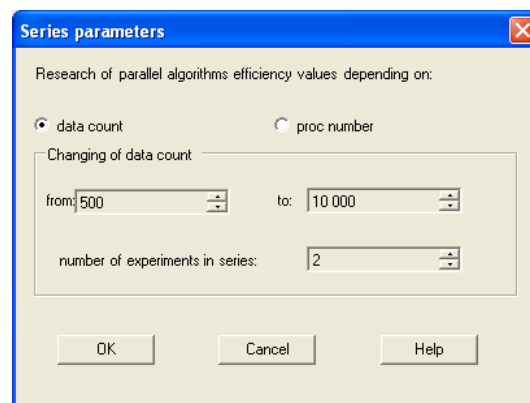 Series parameters
Research of parallel algorithms efficiency values depending on:
data count proc number
Changing of data count
from: 500 to: 10 000
number of experiments in series: 2
OK Cancel Help